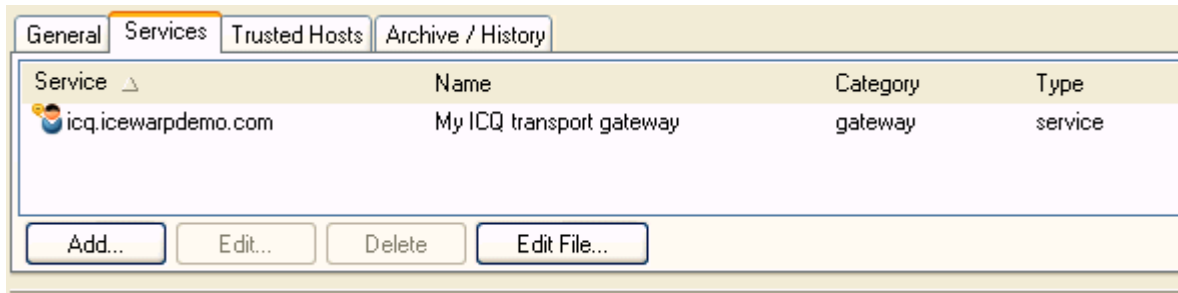 General Services Trusted Hosts Archive / History
Service Name Category Type
icq.icewarpdemo.com My ICQ transport gateway gateway service
Add... Edit... Delete Edit File...